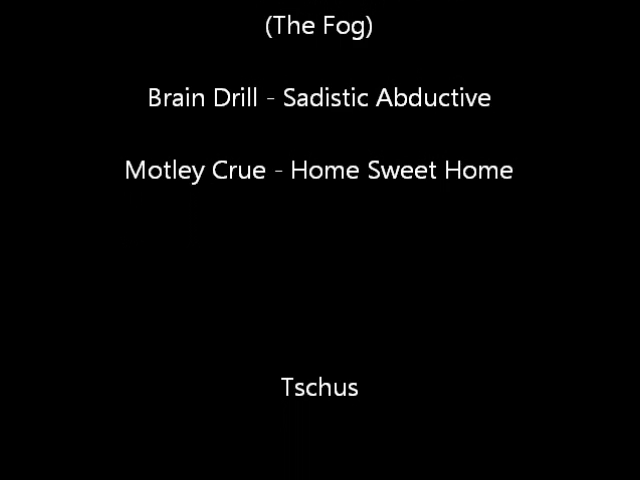 (The Fog)
Brain Drill - Sadistic Abductive
Motley Crue - Home Sweet Home
Tschus